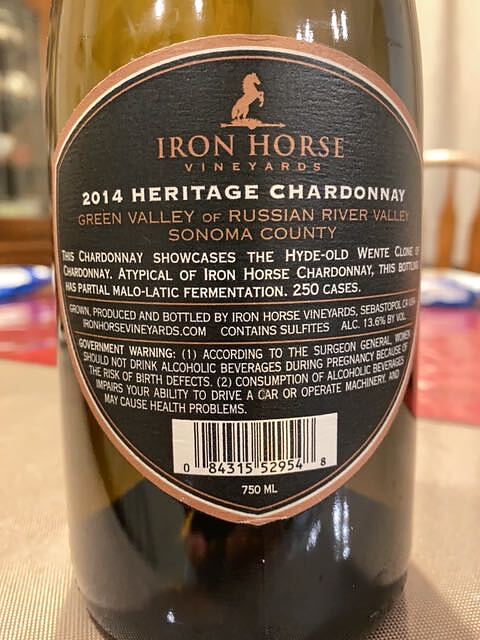 IRON HORSE
VINEYARDS
2014 HERITAGE CHARDONNAY
GREEN VALLEY OF RUSSIAN RIVER VALLEY
SONOMA COUNTY
THIS CHARDONNAY SHOWCASES THE HYDE-OLD WENTE CLONE OF
CHARDONNAY. ATYPICAL OF IRON HORSE CHARDONNAY, THIS BOTTLING
HAS PARTIAL MALO-LATIC FERMENTATION. 250 CASES.
GROWN, PRODUCED AND BOTTLED BY IRON HORSE VINEYARDS, SEBASTOPOL CA USA
IRONHORSEVINEYARDS.COM CONTAINS SULFITES ALC. 13.6% BY VOL.
GOVERNMENT WARNING: (1) ACCORDING TO THE SURGEON GENERAL, WOMEN
SHOULD NOT DRINK ALCOHOLIC BEVERAGES DURING PREGNANCY BECAUSE OF
THE RISK OF BIRTH DEFECTS. (2) CONSUMPTION OF ALCOHOLIC BEVERAGES
IMPAIRS YOUR ABILITY TO DRIVE A CAR OR OPERATE MACHINERY, AND
MAY CAUSE HEALTH PROBLEMS.
0 84315 52954 8
750 ML